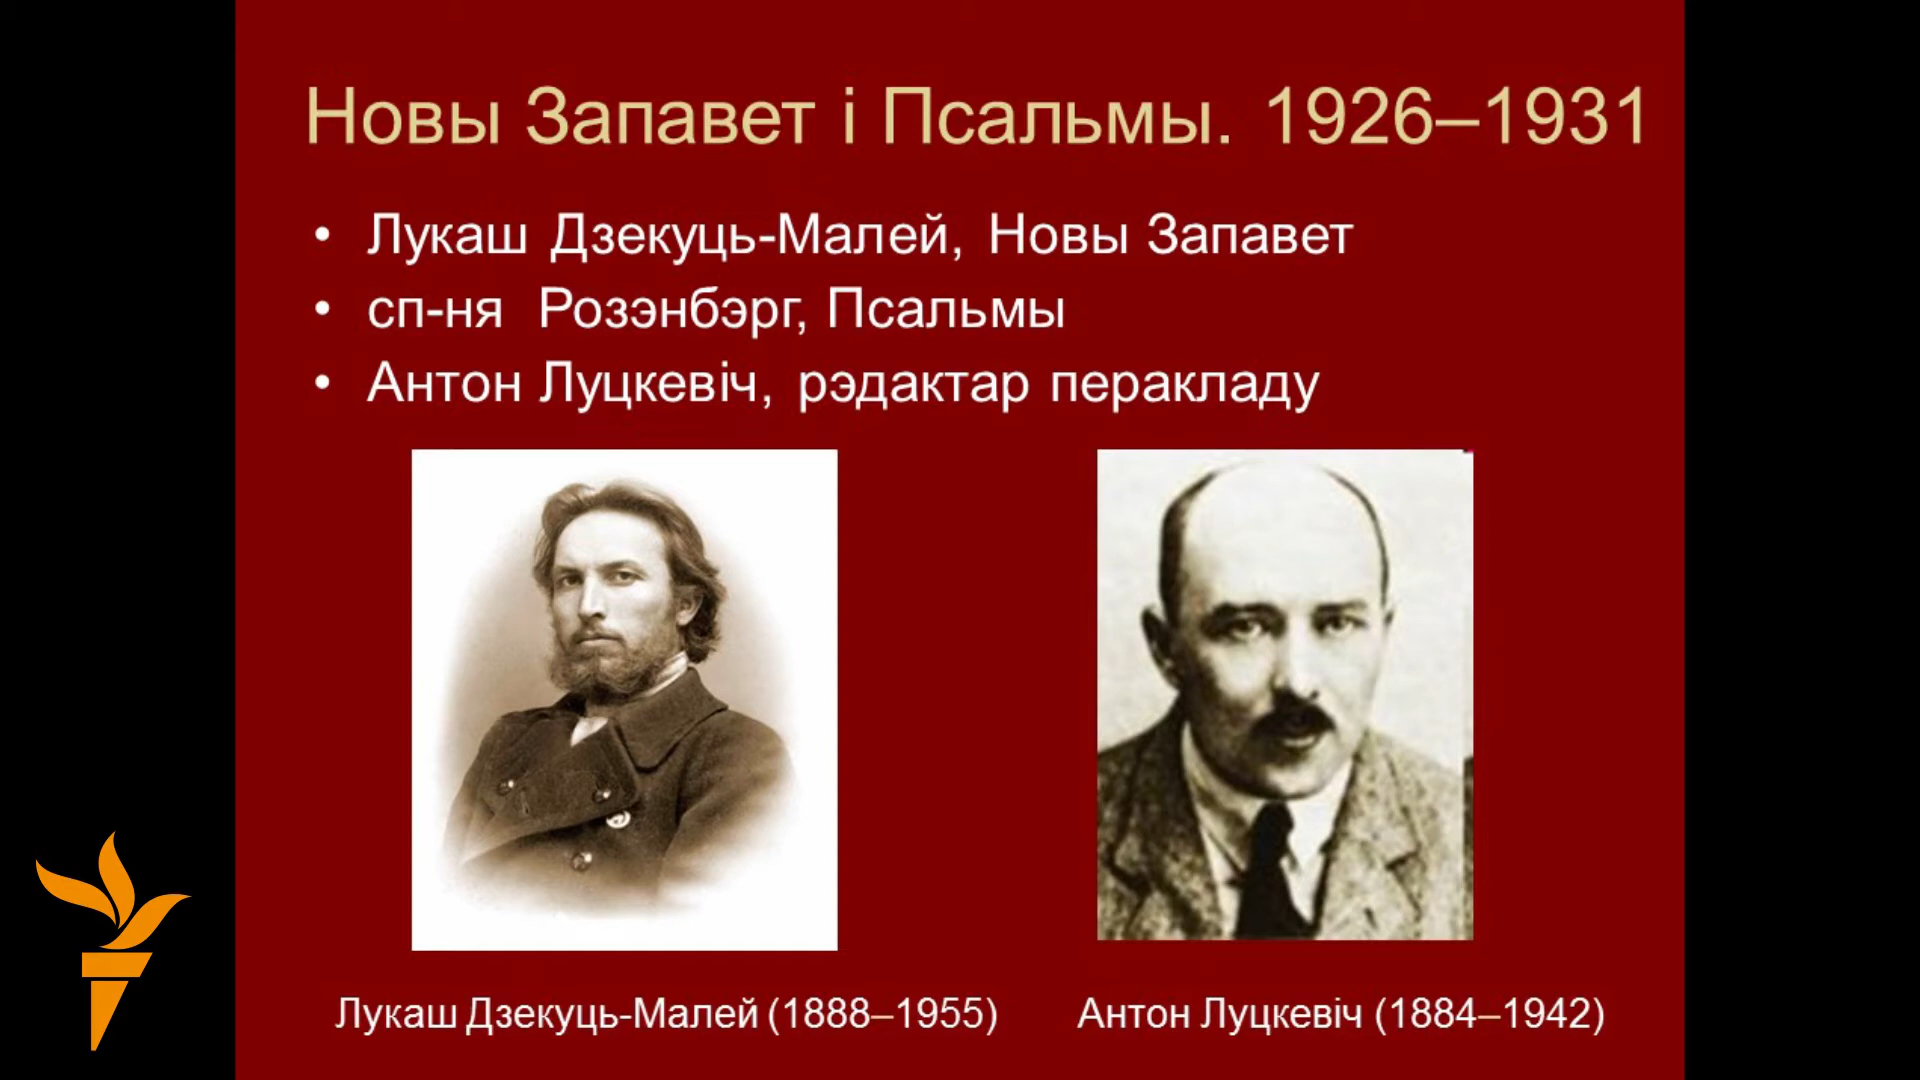 Новы Запавет і Псальмы. 1926–1931
• Лукаш Дзекуць-Малей, Новы Запавет
• сп-ня Розэнбэрг, Псальмы
• Антон Луцкевіч, рэдактар перакладу
Лукаш Дзекуць-Малей (1888–1955)
Антон Луцкевіч (1884–1942)